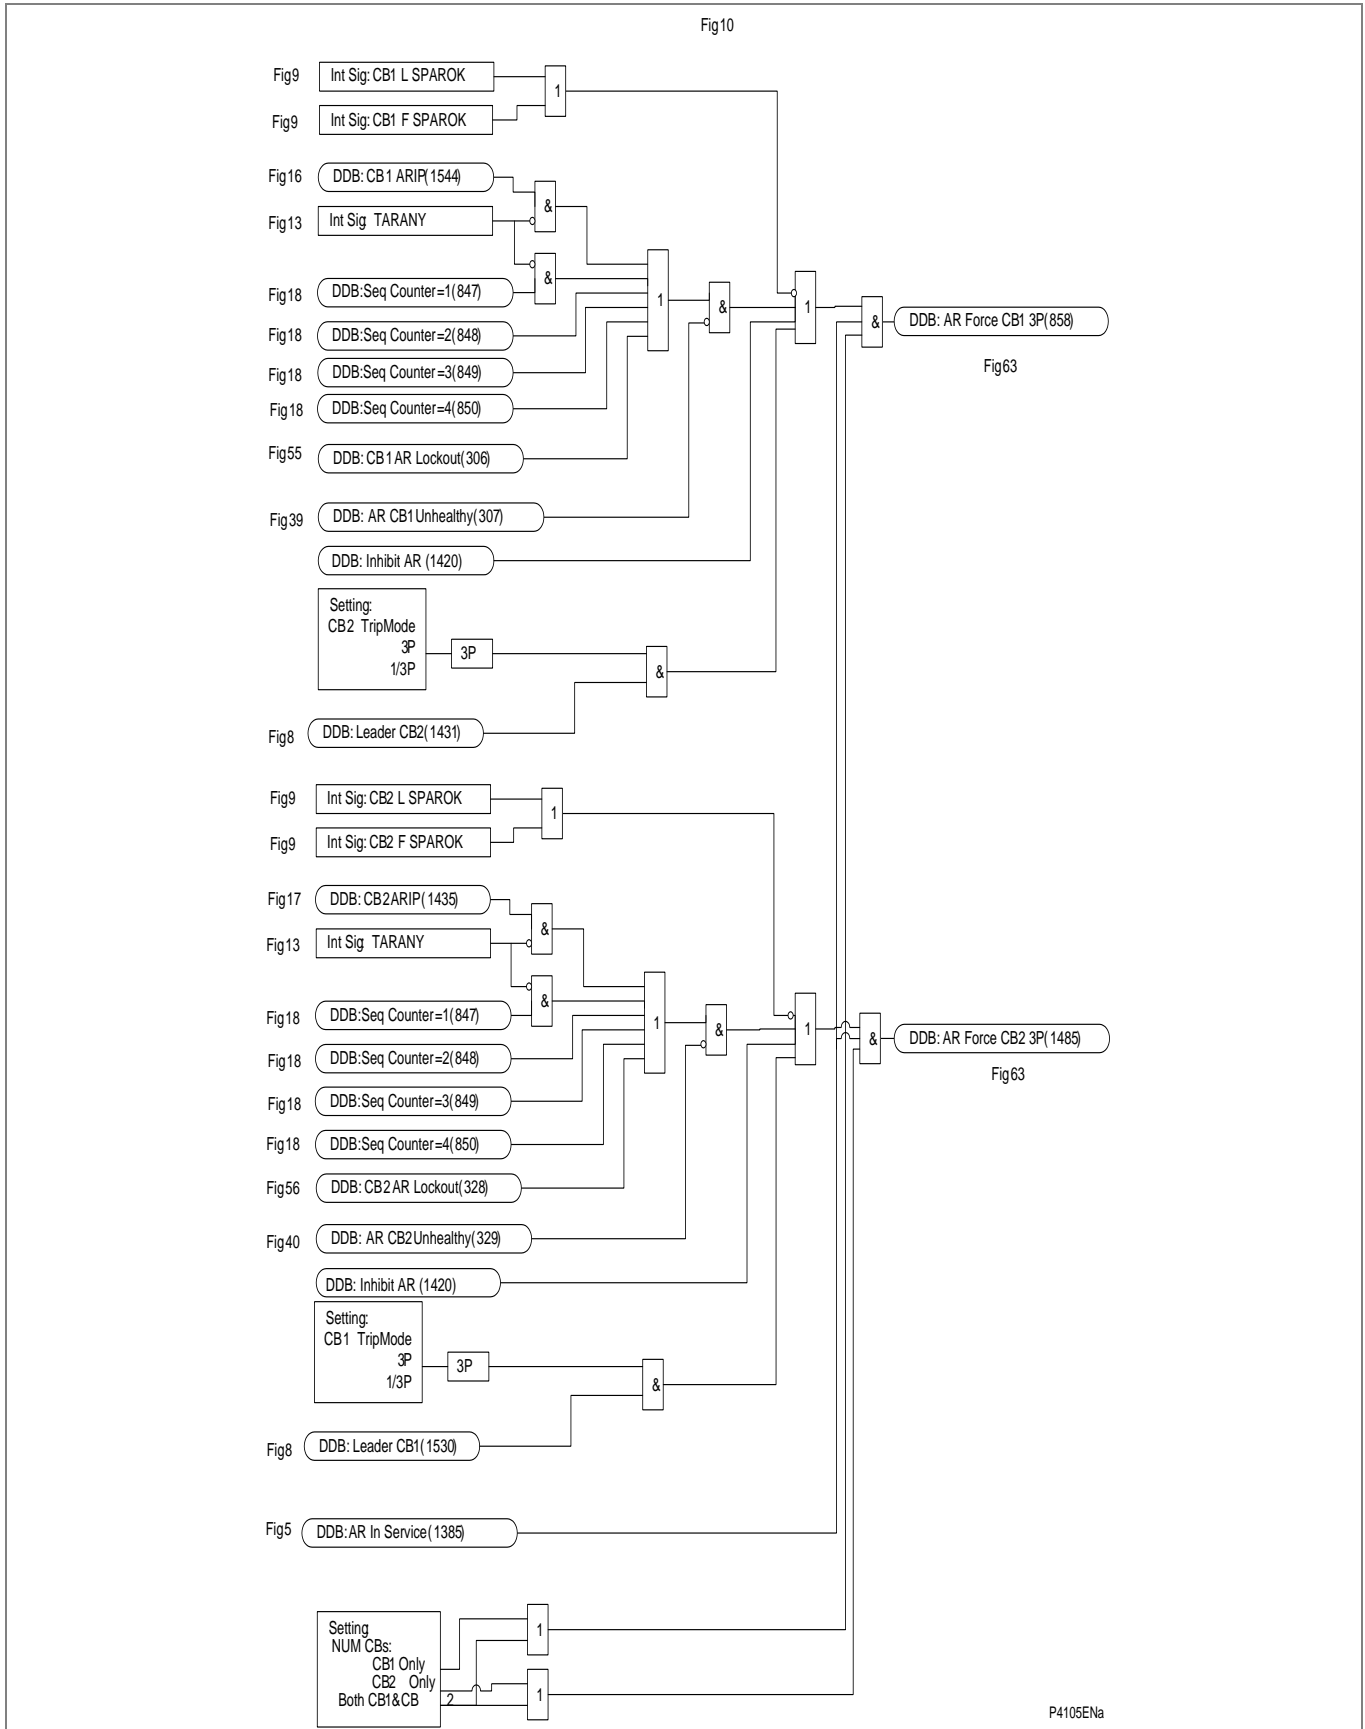 Fig10
Fig9
Int Sig: CB1 L SPAROK
1
Fig9
Int Sig: CB1 F SPAROK
Fig16
DDB: CB1 ARIP(1544)
&
Fig13
Int Sig: TARANY
&
Fig18
DDB:Seq Counter=1(847)
1
&
1
&
DDB: AR Force CB1 3P(858)
Fig18
DDB:Seq Counter=2(848)
Fig63
Fig18
DDB:Seq Counter=3(849)
Fig18
DDB:Seq Counter=4(850)
Fig55
DDB: CB1 AR Lockout(306)
Fig39
DDB: AR CB1 Unhealthy(307)
DDB: Inhibit AR (1420)
Setting:
CB2 TripMode
3P
1/3P
3P
&
Fig8
DDB: Leader CB2(1431)
Fig9
Int Sig: CB2 L SPAROK
1
Fig9
Int Sig: CB2 F SPAROK
Fig17
DDB: CB2 ARIP(1435)
&
Fig13
Int Sig TARANY
&
Fig18
DDB:Seq Counter=1(847)
1
&
1
&
DDB: AR Force CB2 3P(1485)
Fig18
DDB:Seq Counter=2(848)
Fig63
Fig18
DDB:Seq Counter=3(849)
Fig18
DDB:Seq Counter=4(850)
Fig56
DDB: CB2 AR Lockout(328)
Fig40
DDB: AR CB2 Unhealthy(329)
DDB: Inhibit AR (1420)
Setting:
CB1 TripMode
3P
1/3P
3P
&
Fig8
DDB: Leader CB1(1530)
Fig5
DDB:AR In Service(1385)
Setting
NUM CBs:
CB1 Only
CB2 Only
Both CB1&CB 2
1
1
P4105ENa